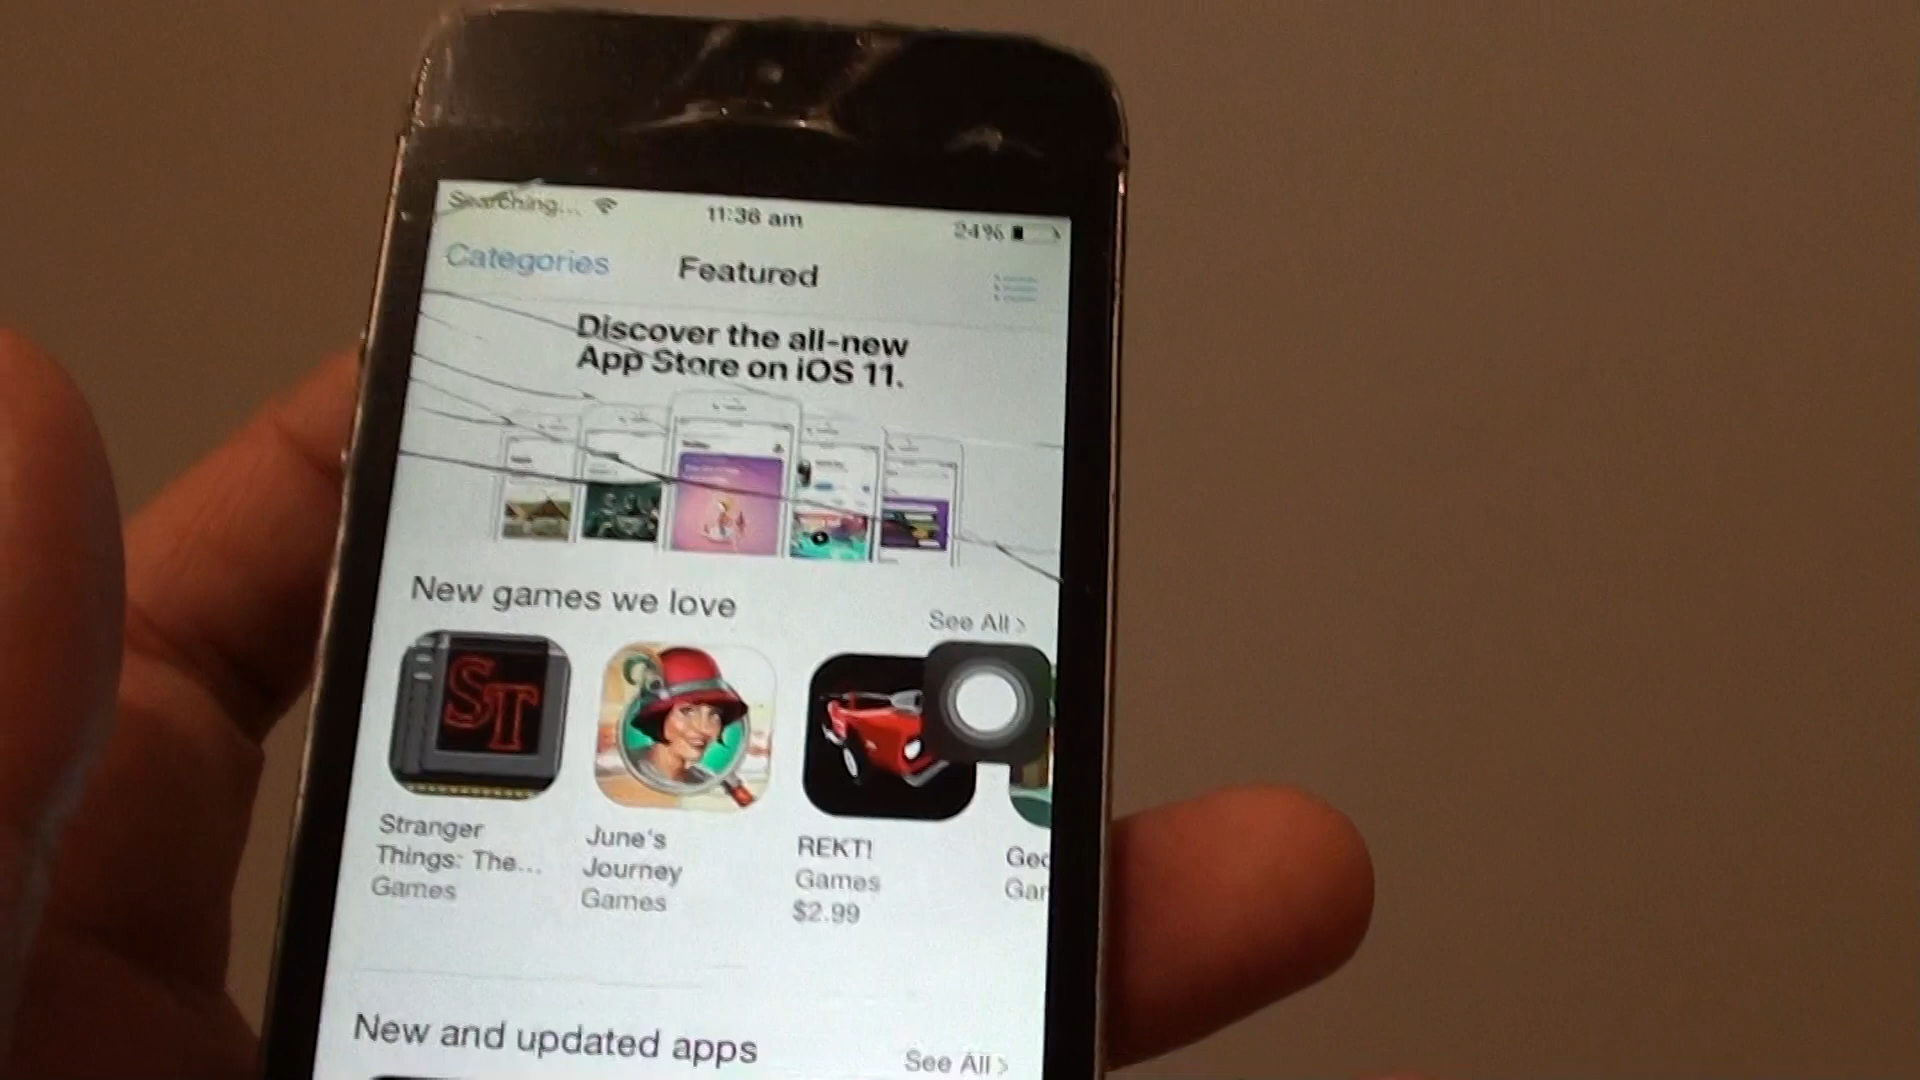 Searching... 11:36 am 24%
Categories Featured
Discover the all-new
App Store on iOS 11.
New games we love See All >
ST
Stranger
Things: The...
Games
June's
Journey
Games
REKT!
Games
$2.99
Geo
Gar
New and updated apps See All >